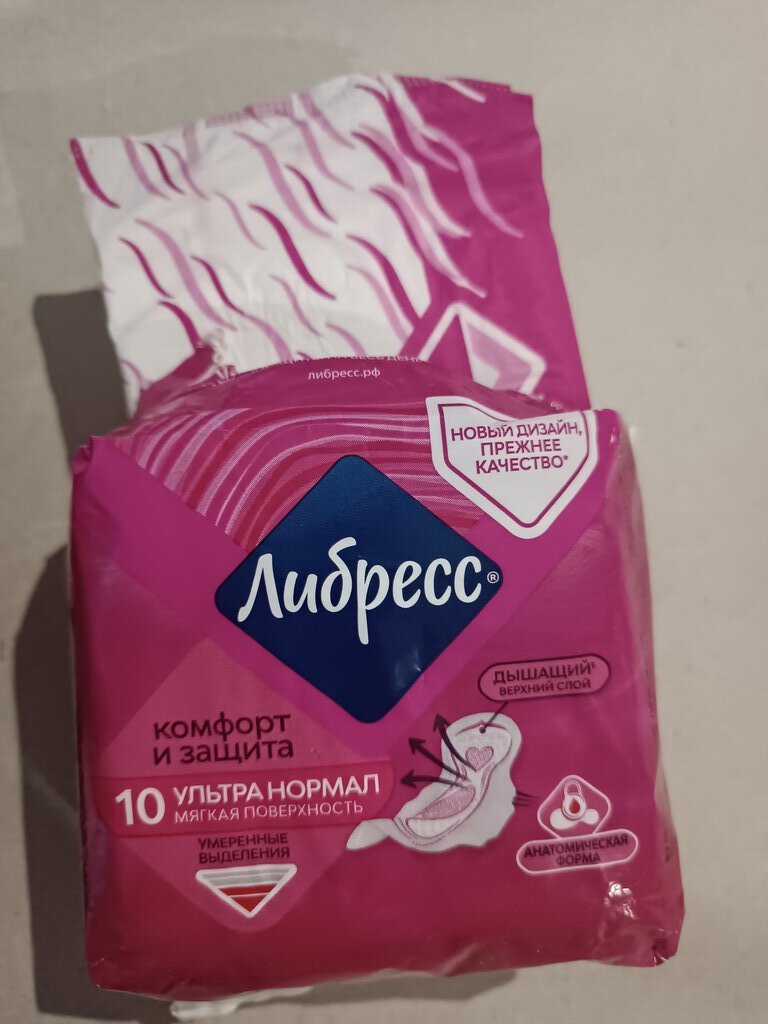 либресс.рф
НОВЫЙ ДИЗАЙН,
ПРЕЖНЕЕ
КАЧЕСТВО*
Либресс®
ДЫШАЩИЙ¹
ВЕРХНИЙ СЛОЙ
комфорт
и защита
10 УЛЬТРА НОРМАЛ
МЯГКАЯ ПОВЕРХНОСТЬ
УМЕРЕННЫЕ
ВЫДЕЛЕНИЯ
АНАТОМИЧЕСКАЯ
ФОРМА